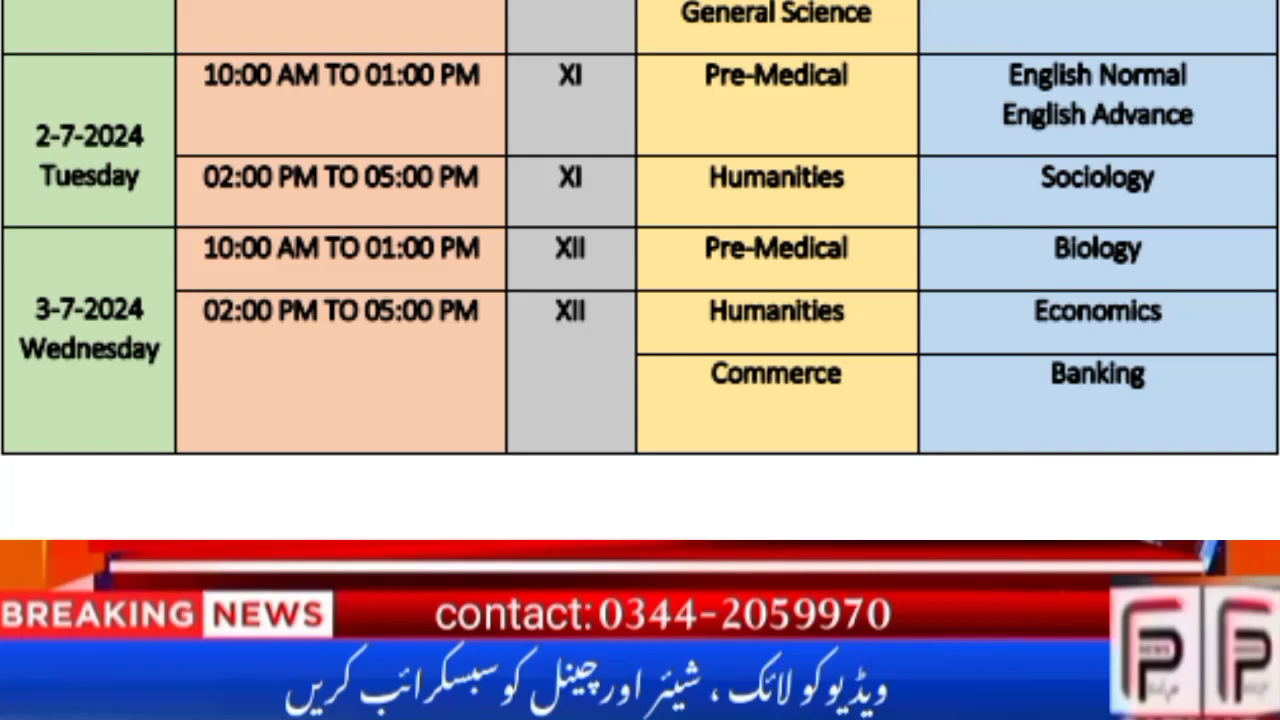 General Science
2-7-2024
Tuesday
10:00 AM TO 01:00 PM XI Pre-Medical English Normal
English Advance
02:00 PM TO 05:00 PM XI Humanities Sociology
3-7-2024
Wednesday
10:00 AM TO 01:00 PM XII Pre-Medical Biology
02:00 PM TO 05:00 PM XII Humanities Economics
Commerce Banking
BREAKING NEWS contact:0344-2059970
ویڈیو کو لائک ، شیئر اور چینل کو سبسکرائب کریں